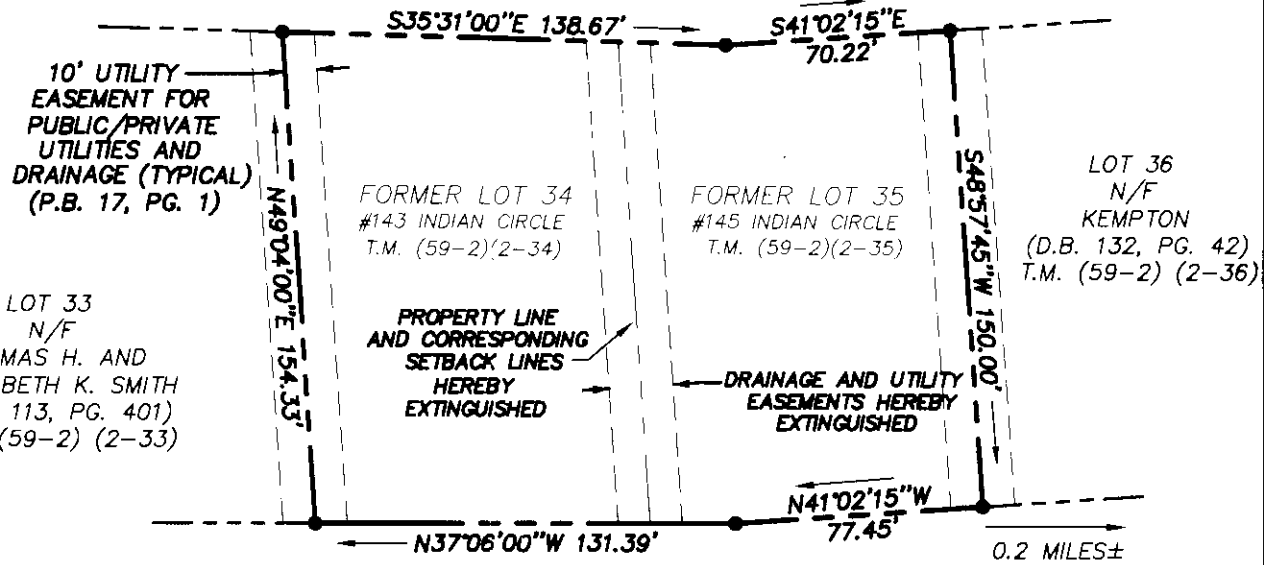 S35°31'00"E 138.67'
S41°02'15"E
70.22'
10' UTILITY
EASEMENT FOR
PUBLIC/PRIVATE
UTILITIES AND
DRAINAGE (TYPICAL)
(P.B. 17, PG. 1)
N49°04'00"E 154.33'
FORMER LOT 34
#143 INDIAN CIRCLE
T.M. (59-2)(2-34)
FORMER LOT 35
#145 INDIAN CIRCLE
T.M. (59-2)(2-35)
S48°57'45"W 150.00'
LOT 36
N/F
KEMPTON
(D.B. 132, PG. 42)
T.M. (59-2) (2-36)
LOT 33
N/F
MAS H. AND
BETH K. SMITH
113, PG. 401)
(59-2) (2-33)
PROPERTY LINE
AND CORRESPONDING
SETBACK LINES
HEREBY
EXTINGUISHED
DRAINAGE AND UTILITY
EASEMENTS HEREBY
EXTINGUISHED
N41°02'15"W
77.45'
N37°06'00"W 131.39'
0.2 MILES±